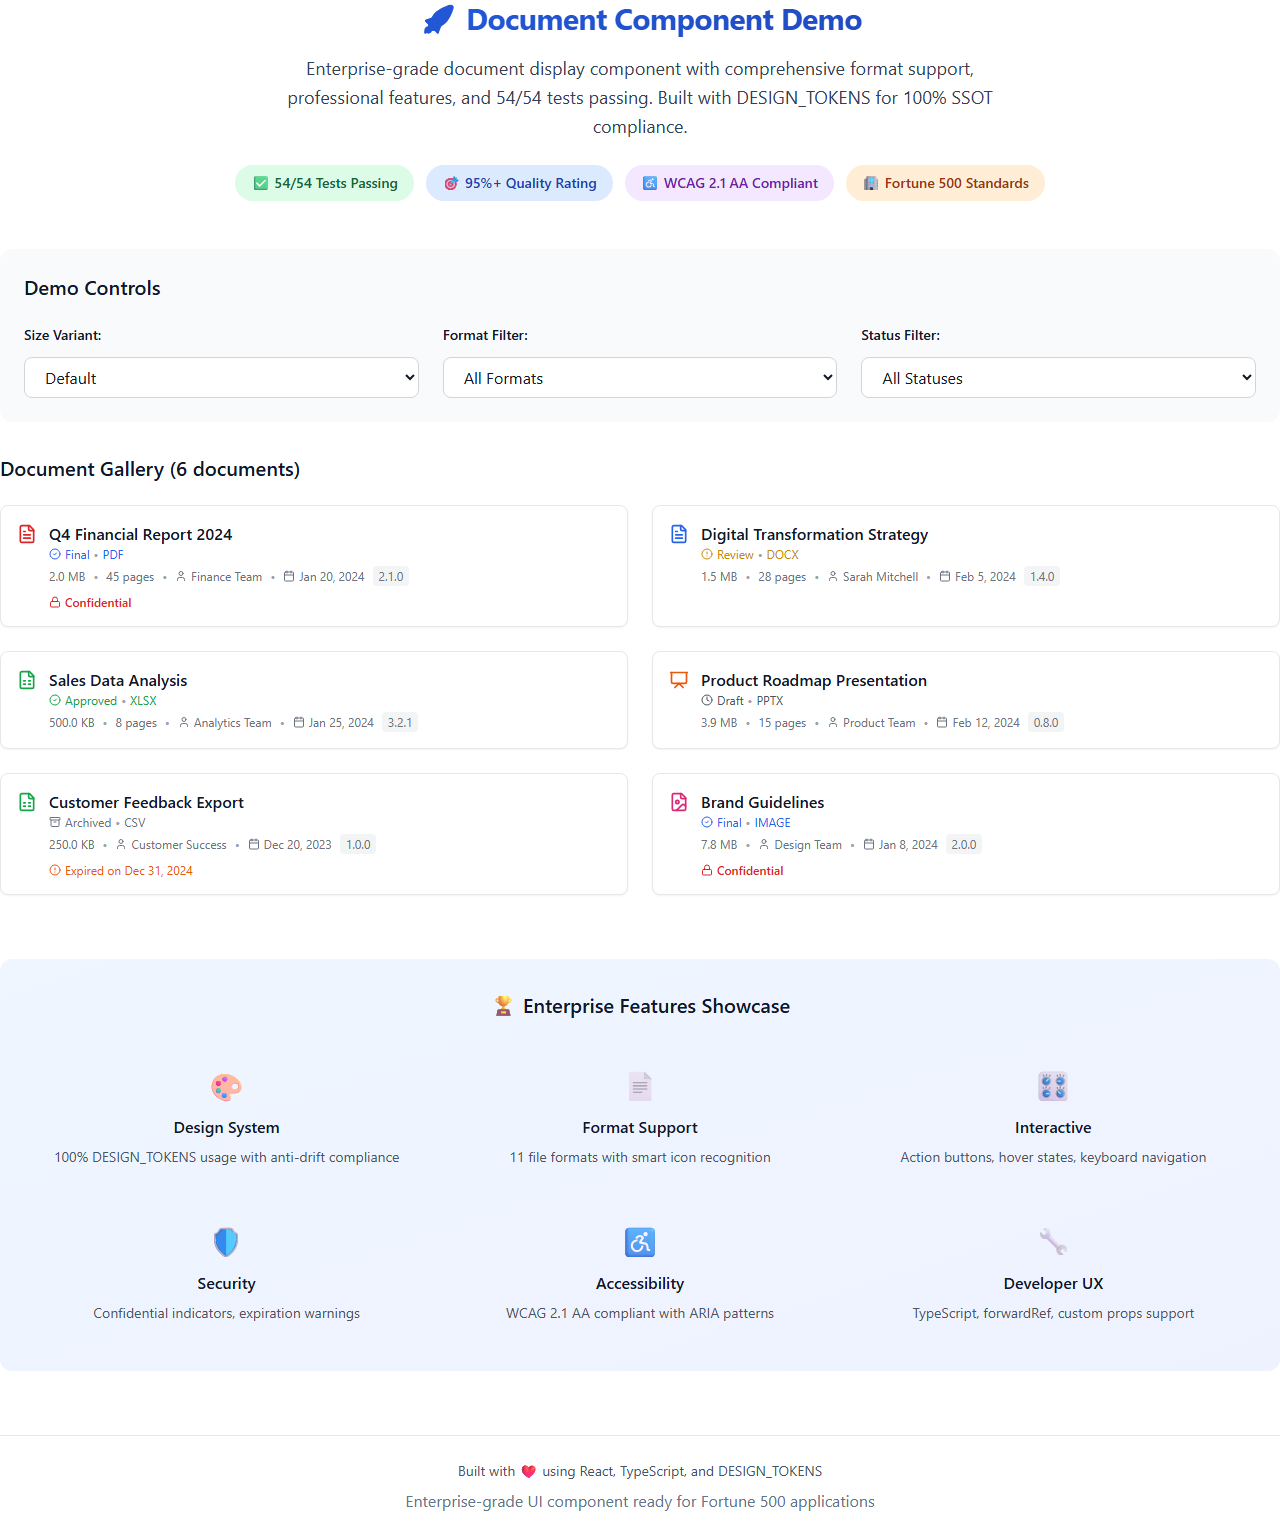 Document Component Demo
Enterprise-grade document display component with comprehensive format support,
professional features, and 54/54 tests passing. Built with DESIGN_TOKENS for 100% SSOT
compliance.
54/54 Tests Passing
95%+ Quality Rating
WCAG 2.1 AA Compliant
Fortune 500 Standards
Demo Controls
Size Variant:
Format Filter:
Status Filter:
Default
All Formats
All Statuses
Document Gallery (6 documents)
Q4 Financial Report 2024
Final • PDF
2.0 MB • 45 pages • Finance Team • Jan 20, 2024 2.1.0
Confidential
Digital Transformation Strategy
Review • DOCX
1.5 MB • 28 pages • Sarah Mitchell • Feb 5, 2024 1.4.0
Sales Data Analysis
Approved • XLSX
500.0 KB • 8 pages • Analytics Team • Jan 25, 2024 3.2.1
Product Roadmap Presentation
Draft • PPTX
3.9 MB • 15 pages • Product Team • Feb 12, 2024 0.8.0
Customer Feedback Export
Archived • CSV
250.0 KB • Customer Success • Dec 20, 2023 1.0.0
Expired on Dec 31, 2024
Brand Guidelines
Final • IMAGE
7.8 MB • Design Team • Jan 8, 2024 2.0.0
Confidential
Enterprise Features Showcase
Design System
100% DESIGN_TOKENS usage with anti-drift compliance
Format Support
11 file formats with smart icon recognition
Interactive
Action buttons, hover states, keyboard navigation
Security
Confidential indicators, expiration warnings
Accessibility
WCAG 2.1 AA compliant with ARIA patterns
Developer UX
TypeScript, forwardRef, custom props support
Built with ❤️ using React, TypeScript, and DESIGN_TOKENS
Enterprise-grade UI component ready for Fortune 500 applications